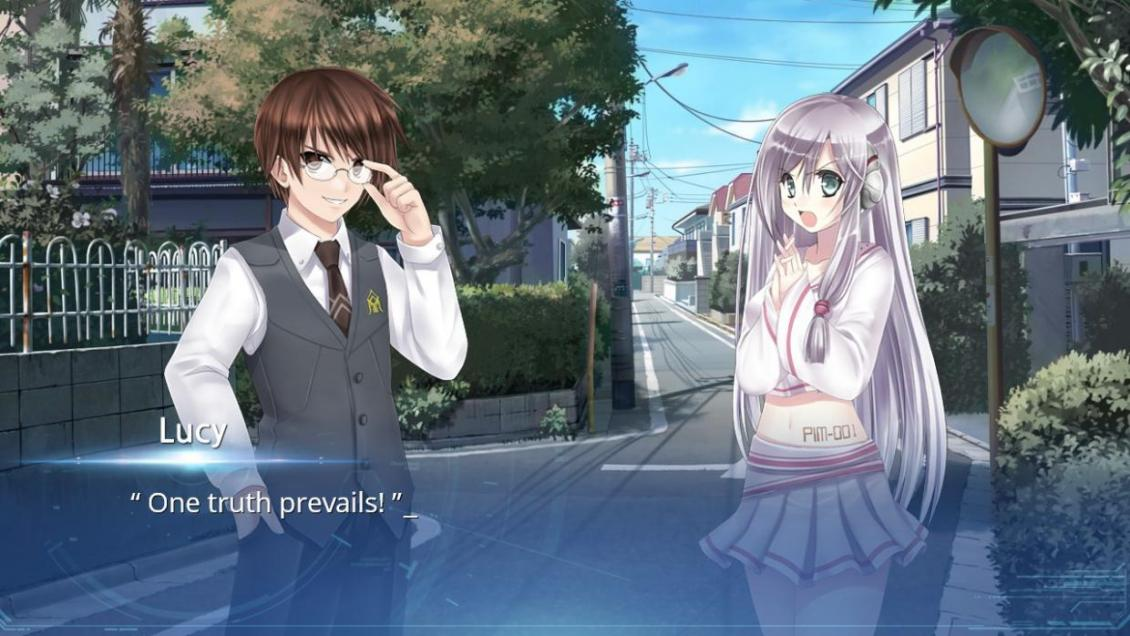 PIM-001
Lucy
“ One truth prevails! ”_